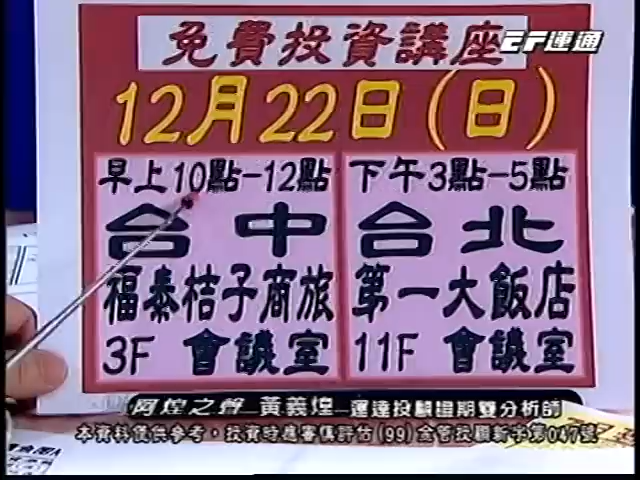 免費投資講座
EF運通
12月22日(日)
早上10點-12點
台中
福泰桔子商旅
3F 會議室
下午3點-5點
台北
第一大飯店
11F 會議室
阿煌之聲 黃義煌 運達投顧證期雙分析師
本資料僅供參考,投資時應審慎評估(99)金管投顧新字第047號